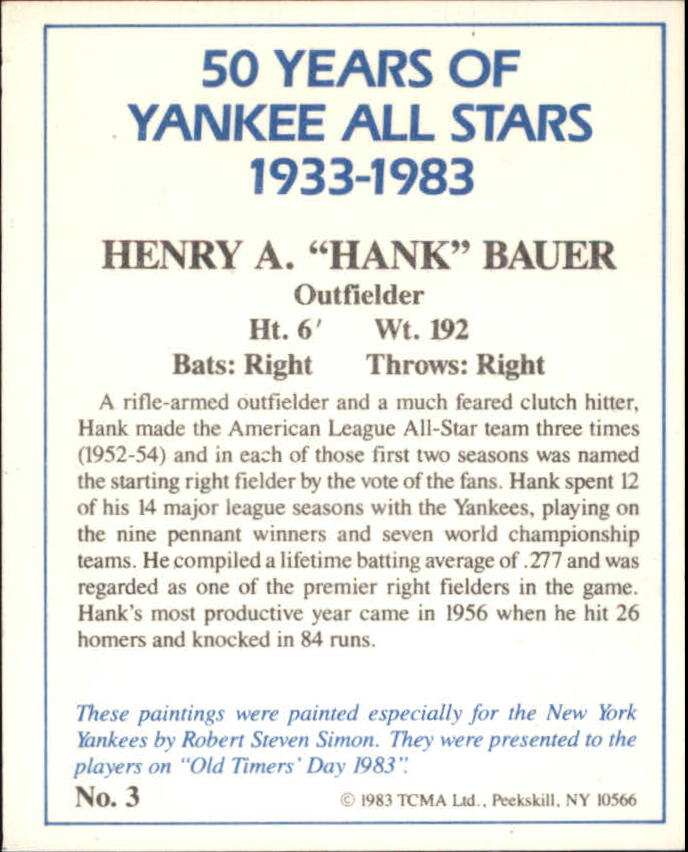 50 YEARS OF
YANKEE ALL STARS
1933-1983
HENRY A. “HANK” BAUER
Outfielder
Ht. 6′ Wt. 192
Bats: Right Throws: Right
A rifle-armed outfielder and a much feared clutch hitter,
Hank made the American League All-Star team three times
(1952-54) and in each of those first two seasons was named
the starting right fielder by the vote of the fans. Hank spent 12
of his 14 major league seasons with the Yankees, playing on
the nine pennant winners and seven world championship
teams. He compiled a lifetime batting average of .277 and was
regarded as one of the premier right fielders in the game.
Hank's most productive year came in 1956 when he hit 26
homers and knocked in 84 runs.
These paintings were painted especially for the New York
Yankees by Robert Steven Simon. They were presented to the
players on “Old Timers' Day 1983”.
No. 3 © 1983 TCMA Ltd., Peekskill, NY 10566